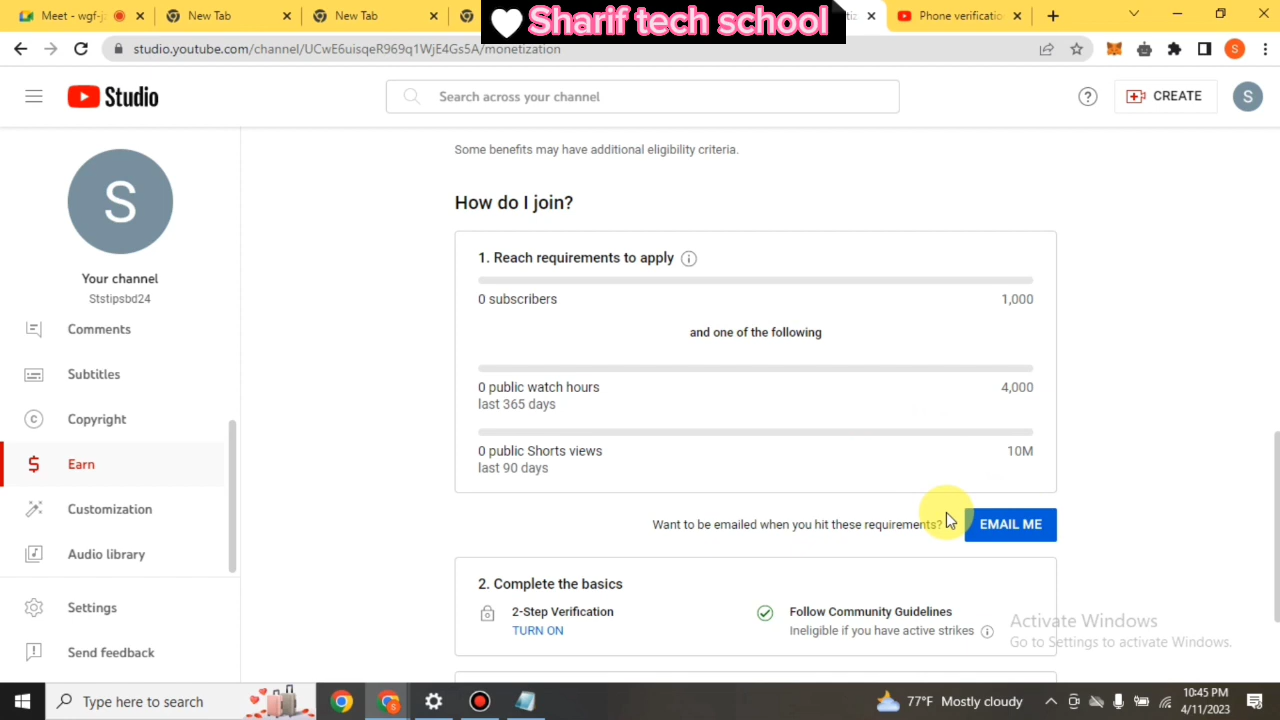 Meet - wgf-j
New Tab
New Tab
Sharif tech school
Phone verificatio
studio.youtube.com/channel/UCwE6uisqeR969q1WjE4Gs5A/monetization
S
Studio
Search across your channel
CREATE
S
S
Your channel
Ststipsbd24
Comments
Subtitles
Copyright
Earn
Customization
Audio library
Settings
Send feedback
Some benefits may have additional eligibility criteria.
How do I join?
1. Reach requirements to apply
0 subscribers
1,000
and one of the following
0 public watch hours
4,000
last 365 days
0 public Shorts views
10M
last 90 days
Want to be emailed when you hit these requirements?
EMAIL ME
2. Complete the basics
2-Step Verification
TURN ON
Follow Community Guidelines
Ineligible if you have active strikes
Activate Windows
Go to Settings to activate Windows.
Type here to search
77°F Mostly cloudy
10:45 PM
4/11/2023